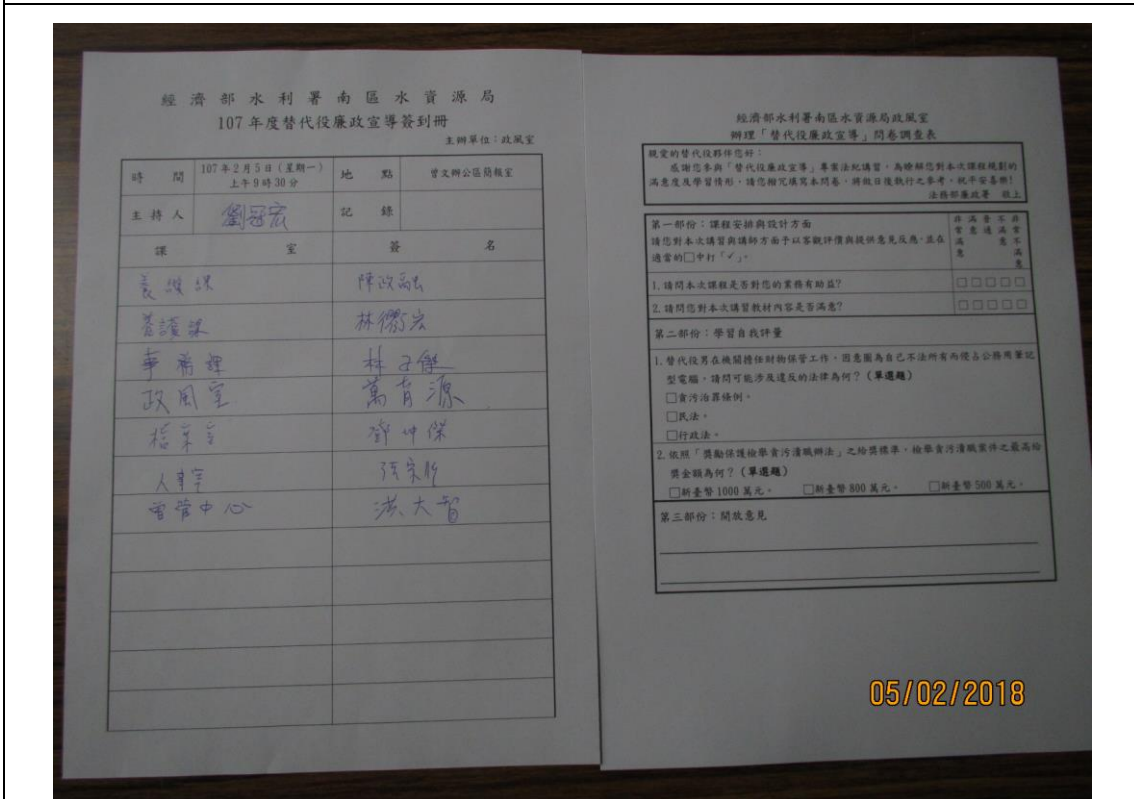 經濟部水利署南區水資源局
107年度替代役廉政宣導簽到冊
主辦單位：政風室
時 間 107年2月5日（星期一）上午9時30分 地 點 曾文辦公區簡報室
主持人 劉冠宏 記 錄
課 室 簽 名
養護課 陳政融
養護課 林衛宏
林子傑
政風室 萬育源
鄧坤傑
人事室 張家彰
曾管中心 洪大智
經濟部水利署南區水資源局政風室
辦理「替代役廉政宣導」問卷調查表
親愛的替代役夥伴您好：
感謝您參與「替代役廉政宣導」專案法紀講習，為瞭解您對本次課程規劃的
滿意度及學習情形，請您撥冗填寫本問卷，將做日後執行之參考，祝平安喜樂！
法務部廉政署 敬上
第一部份：課程安排與設計方面
請您對本次講習與講師方面予以客觀評價與提供意見反應，並在
適當的□中打「✓」。
非常滿意 滿意 普通 不滿意 非常不滿意
1.請問本次課程是否對您的業務有助益？ □□□□□
2.請問您對本次講習教材內容是否滿意？ □□□□□
第二部份：學習自我評量
1.替代役男在機關擔任財物保管工作，因意圖為自己不法所有而侵占公務用筆記
型電腦，請問可能涉及違反的法律為何？（單選題）
□貪污治罪條例。
□民法。
□行政法。
2.依照「獎勵保護檢舉貪污瀆職辦法」之給獎標準，檢舉貪污瀆職案件之最高給
獎金額為何？（單選題）
□新臺幣1000萬元。 □新臺幣800萬元。 □新臺幣500萬元。
第三部份：開放意見
05/02/2018